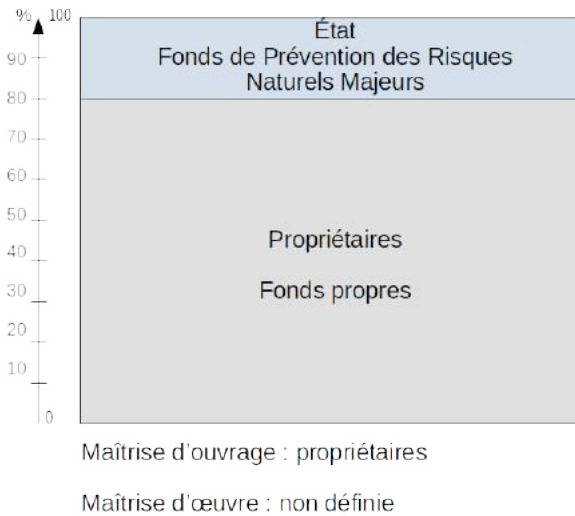 % 100
État
Fonds de Prévention des Risques
Naturels Majeurs
90
80
70
60
50
Propriétaires
40
Fonds propres
30
20
10
0
Maîtrise d'ouvrage : propriétaires
Maîtrise d'œuvre : non définie